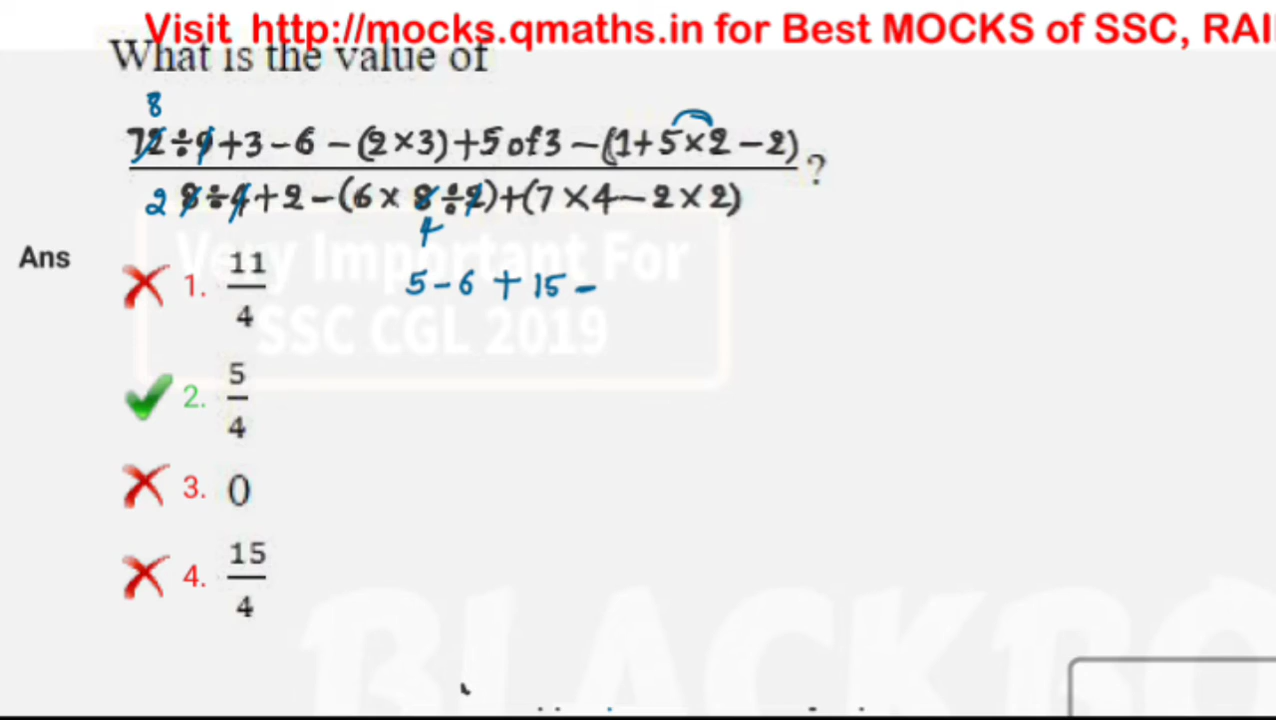 Visit http://mocks.qmaths.in for Best MOCKS of SSC, RAI
What is the value of
8
72÷9+3-6-(2×3)+5 of 3-(1+5×2-2)
?
2 8÷4+2-(6×8÷2)+(7×4-2×2)
4
Ans
Very Important For
SSC CGL 2019
5-6+15-
1. 11/4
2. 5/4
3. 0
4. 15/4
BLACKBO